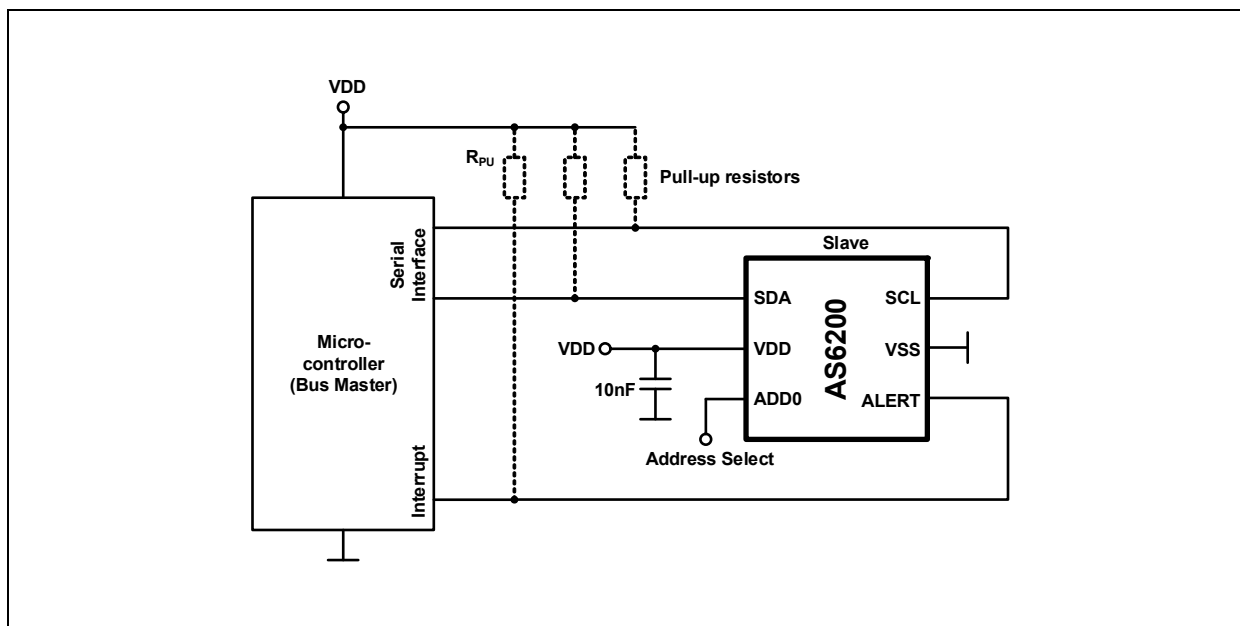 VDD
RPU
Pull-up resistors
Serial
Interface
Slave
SDA
SCL
Micro-
controller
(Bus Master)
VDD
VDD
AS6200
VSS
10nF
ADD0
ALERT
Address Select
Interrupt